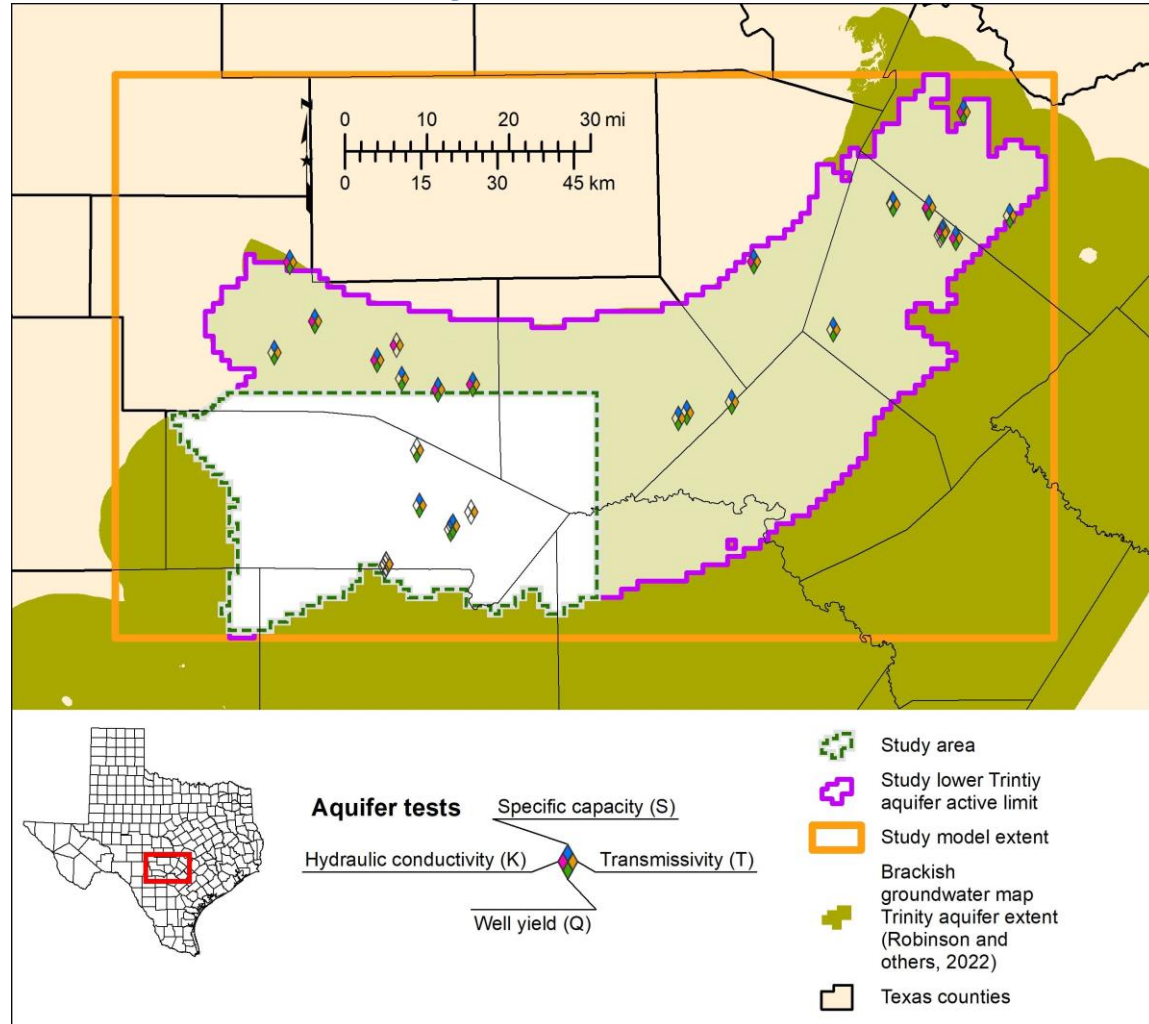 0 10 20 30 mi
0 15 30 45 km
Aquifer tests
Specific capacity (S)
Hydraulic conductivity (K)
Transmissivity (T)
Well yield (Q)
Study area
Study lower Trintiy
aquifer active limit
Study model extent
Brackish
groundwater map
Trinity aquifer extent
(Robinson and
others, 2022)
Texas counties